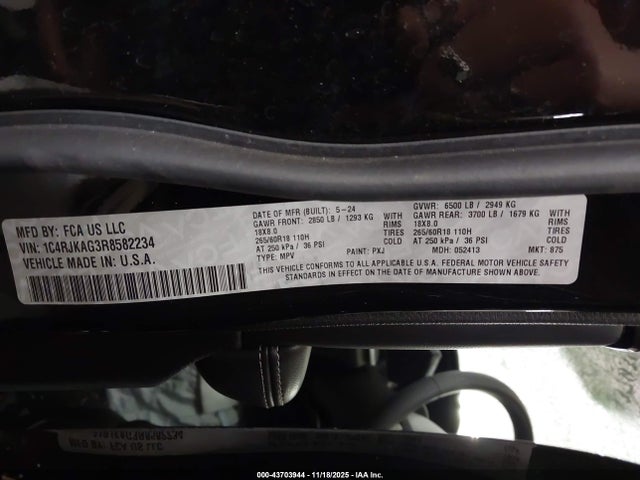 MFD BY: FCA US LLC
VIN: 1C4RJKAG3R8582234
VEHICLE MADE IN: U.S.A.
DATE OF MFR (BUILT): 5-24
GAWR FRONT: 2850 LB / 1293 KG
18X8.0
265/60R18 110H
AT 250 kPa / 36 PSI
TYPE: MPV
PAINT: PXJ
WITH
RIMS
TIRES
COLD
GVWR: 6500 LB / 2949 KG
GAWR REAR: 3700 LB / 1679 KG
18X8.0
265/60R18 110H
AT 250 kPa / 36 PSI
MDH: 052413
WITH
RIMS
TIRES
COLD
MKT: 875
THIS VEHICLE CONFORMS TO ALL APPLICABLE U.S.A. FEDERAL MOTOR VEHICLE SAFETY
STANDARDS IN EFFECT ON THE DATE OF MANUFACTURE SHOWN ABOVE.
MFD BY: FCA US LLC
000-43703944 - 11/18/2025 - IAA Inc.